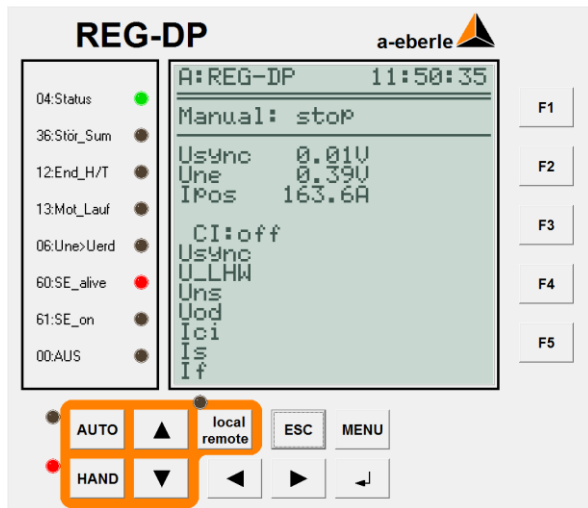 REG-DP
a-eberle
04:Status
36:Stör_Sum
12:End_H/T
13:Mot_Lauf
06:Une>Uerd
60:SE_alive
61:SE_on
00:AUS
A:REG-DP 11:50:35
Manual: stop
Usync 0.01V
Une 0.39V
IPos 163.6A
CI:off
Usync
U_LHW
Uns
Uod
Ici
Is
If
F1
F2
F3
F4
F5
AUTO ▲ local remote ESC MENU
HAND ▼ ◀ ▶ ↵